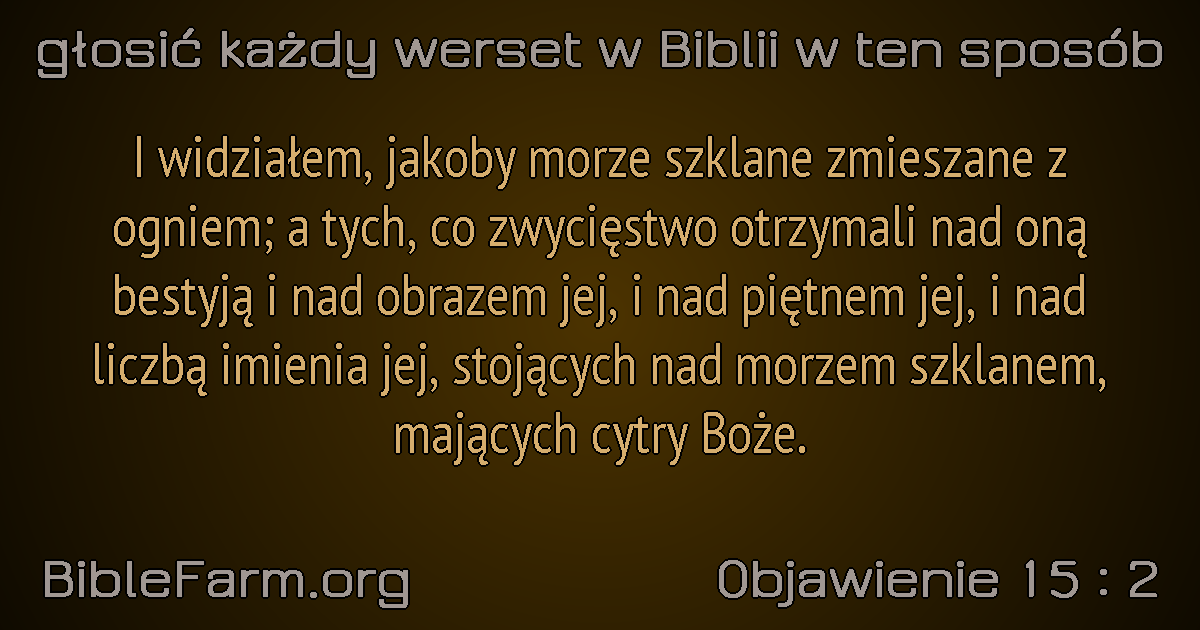 głosić każdy werset w Biblii w ten sposób
I widziałem, jakoby morze szklane zmieszane z
ogniem; a tych, co zwycięstwo otrzymali nad oną
bestyją i nad obrazem jej, i nad piętnem jej, i nad
liczbą imienia jej, stojących nad morzem szklanem,
mających cytry Boże.
BibleFarm.org
Objawienie 15 : 2